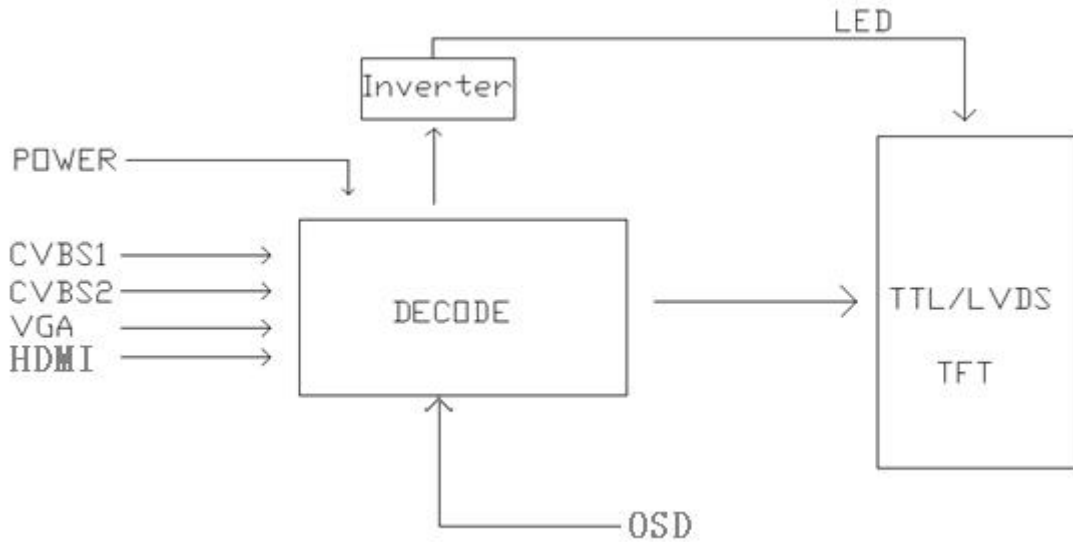 LED
Inverter
POWER
CVBS1
CVBS2
VGA
HDMI
DECODE
TTL/LVDS
TFT
OSD